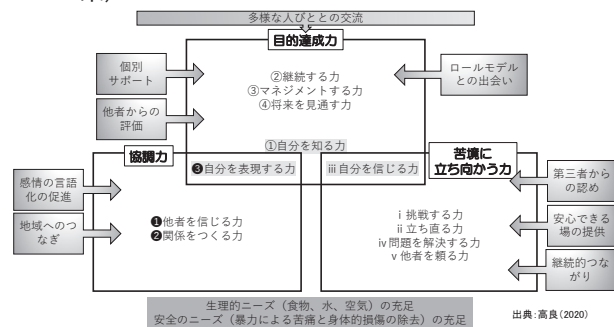 多様な人びととの交流
目的達成力
個別
サポート
他者からの
評価
②継続する力
③マネジメントする力
④将来を見通す力
ロールモデル
との出会い
①自分を知る力
協調力
❸自分を表現する力
ⅲ自分を信じる力
苦境に
立ち向かう力
感情の言語
化の促進
地域へのつ
なぎ
❶他者を信じる力
❷関係をつくる力
ⅰ挑戦する力
ⅱ立ち直る力
ⅳ問題を解決する力
ⅴ他者を頼る力
第三者から
の認め
安心できる
場の提供
継続的つな
がり
生理的ニーズ（食物、水、空気）の充足
安全のニーズ（暴力による苦痛と身体的損傷の除去）の充足
出典：高良（2020）